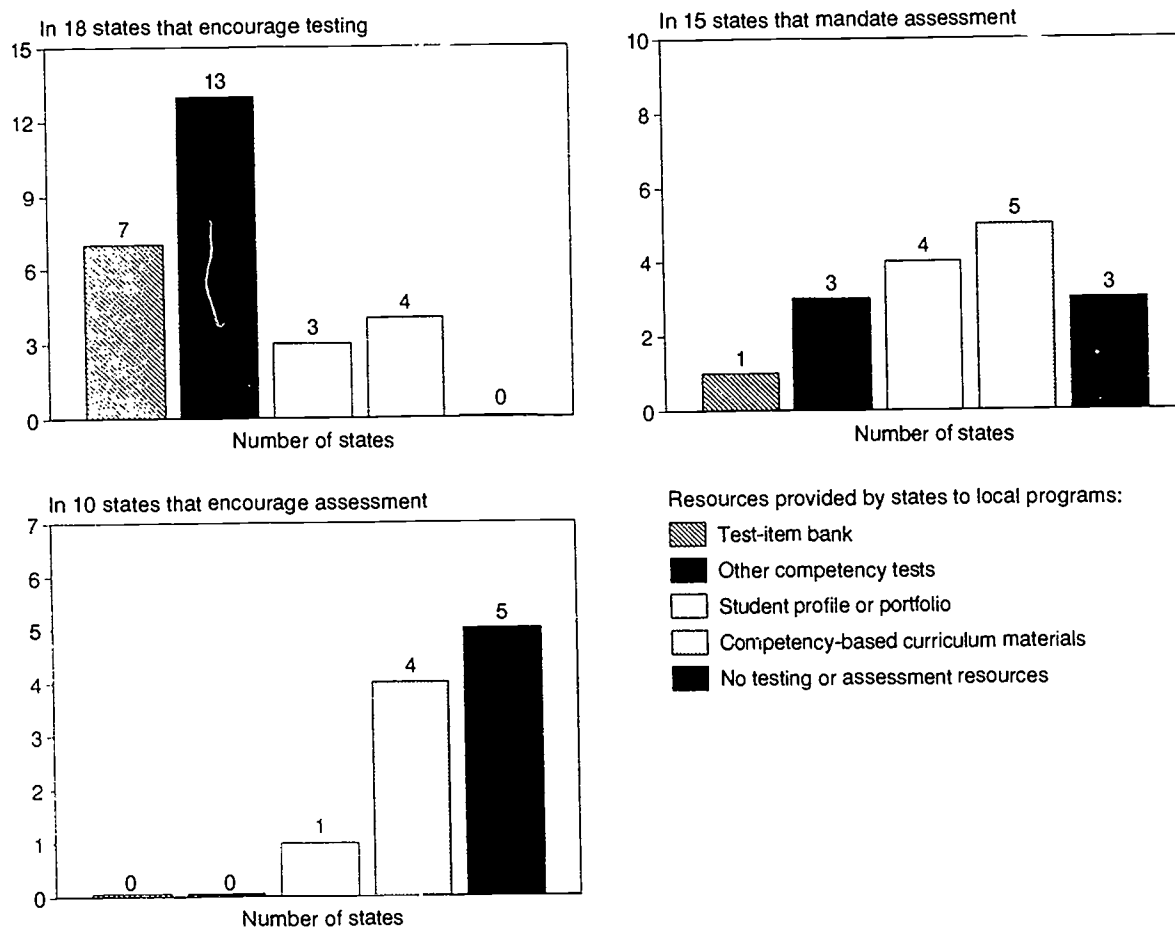 In 18 states that encourage testing
15
12
9
6
3
0
7
13
3
4
0
Number of states
In 15 states that mandate assessment
10
8
6
4
2
0
1
3
4
5
3
Number of states
In 10 states that encourage assessment
7
6
5
4
3
2
1
0
0
0
1
4
5
Number of states
Resources provided by states to local programs:
Test-item bank
Other competency tests
Student profile or portfolio
Competency-based curriculum materials
No testing or assessment resources